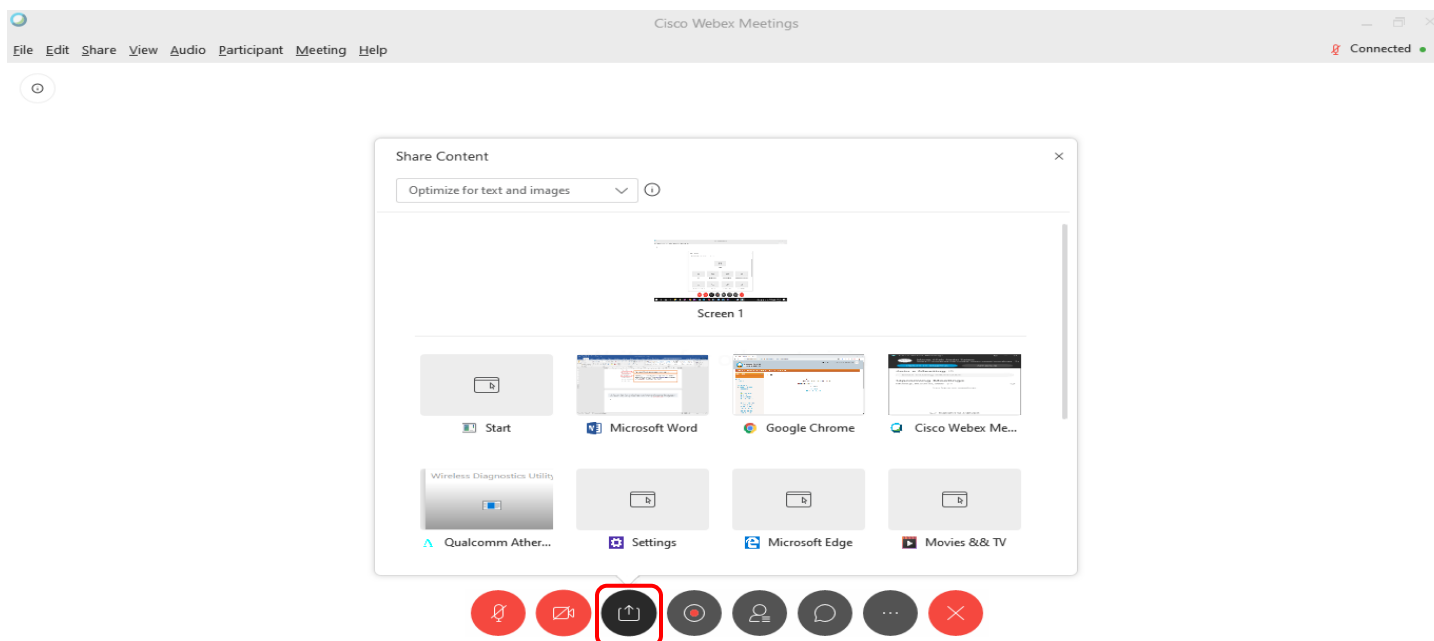 Cisco Webex Meetings
File Edit Share View Audio Participant Meeting Help
Connected
Share Content
Optimize for text and images
Screen 1
Start
Microsoft Word
Google Chrome
Cisco Webex Me...
Wireless Diagnostics Utility
Qualcomm Ather...
Settings
Microsoft Edge
Movies && TV